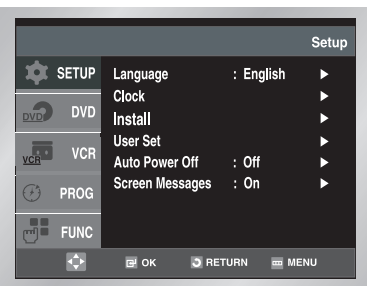 Setup
SETUP
DVD
DVD
VCR
VCR
PROG
FUNC
Language : English ►
Clock ►
Install ►
User Set ►
Auto Power Off : Off ►
Screen Messages : On ►
OK RETURN MENU